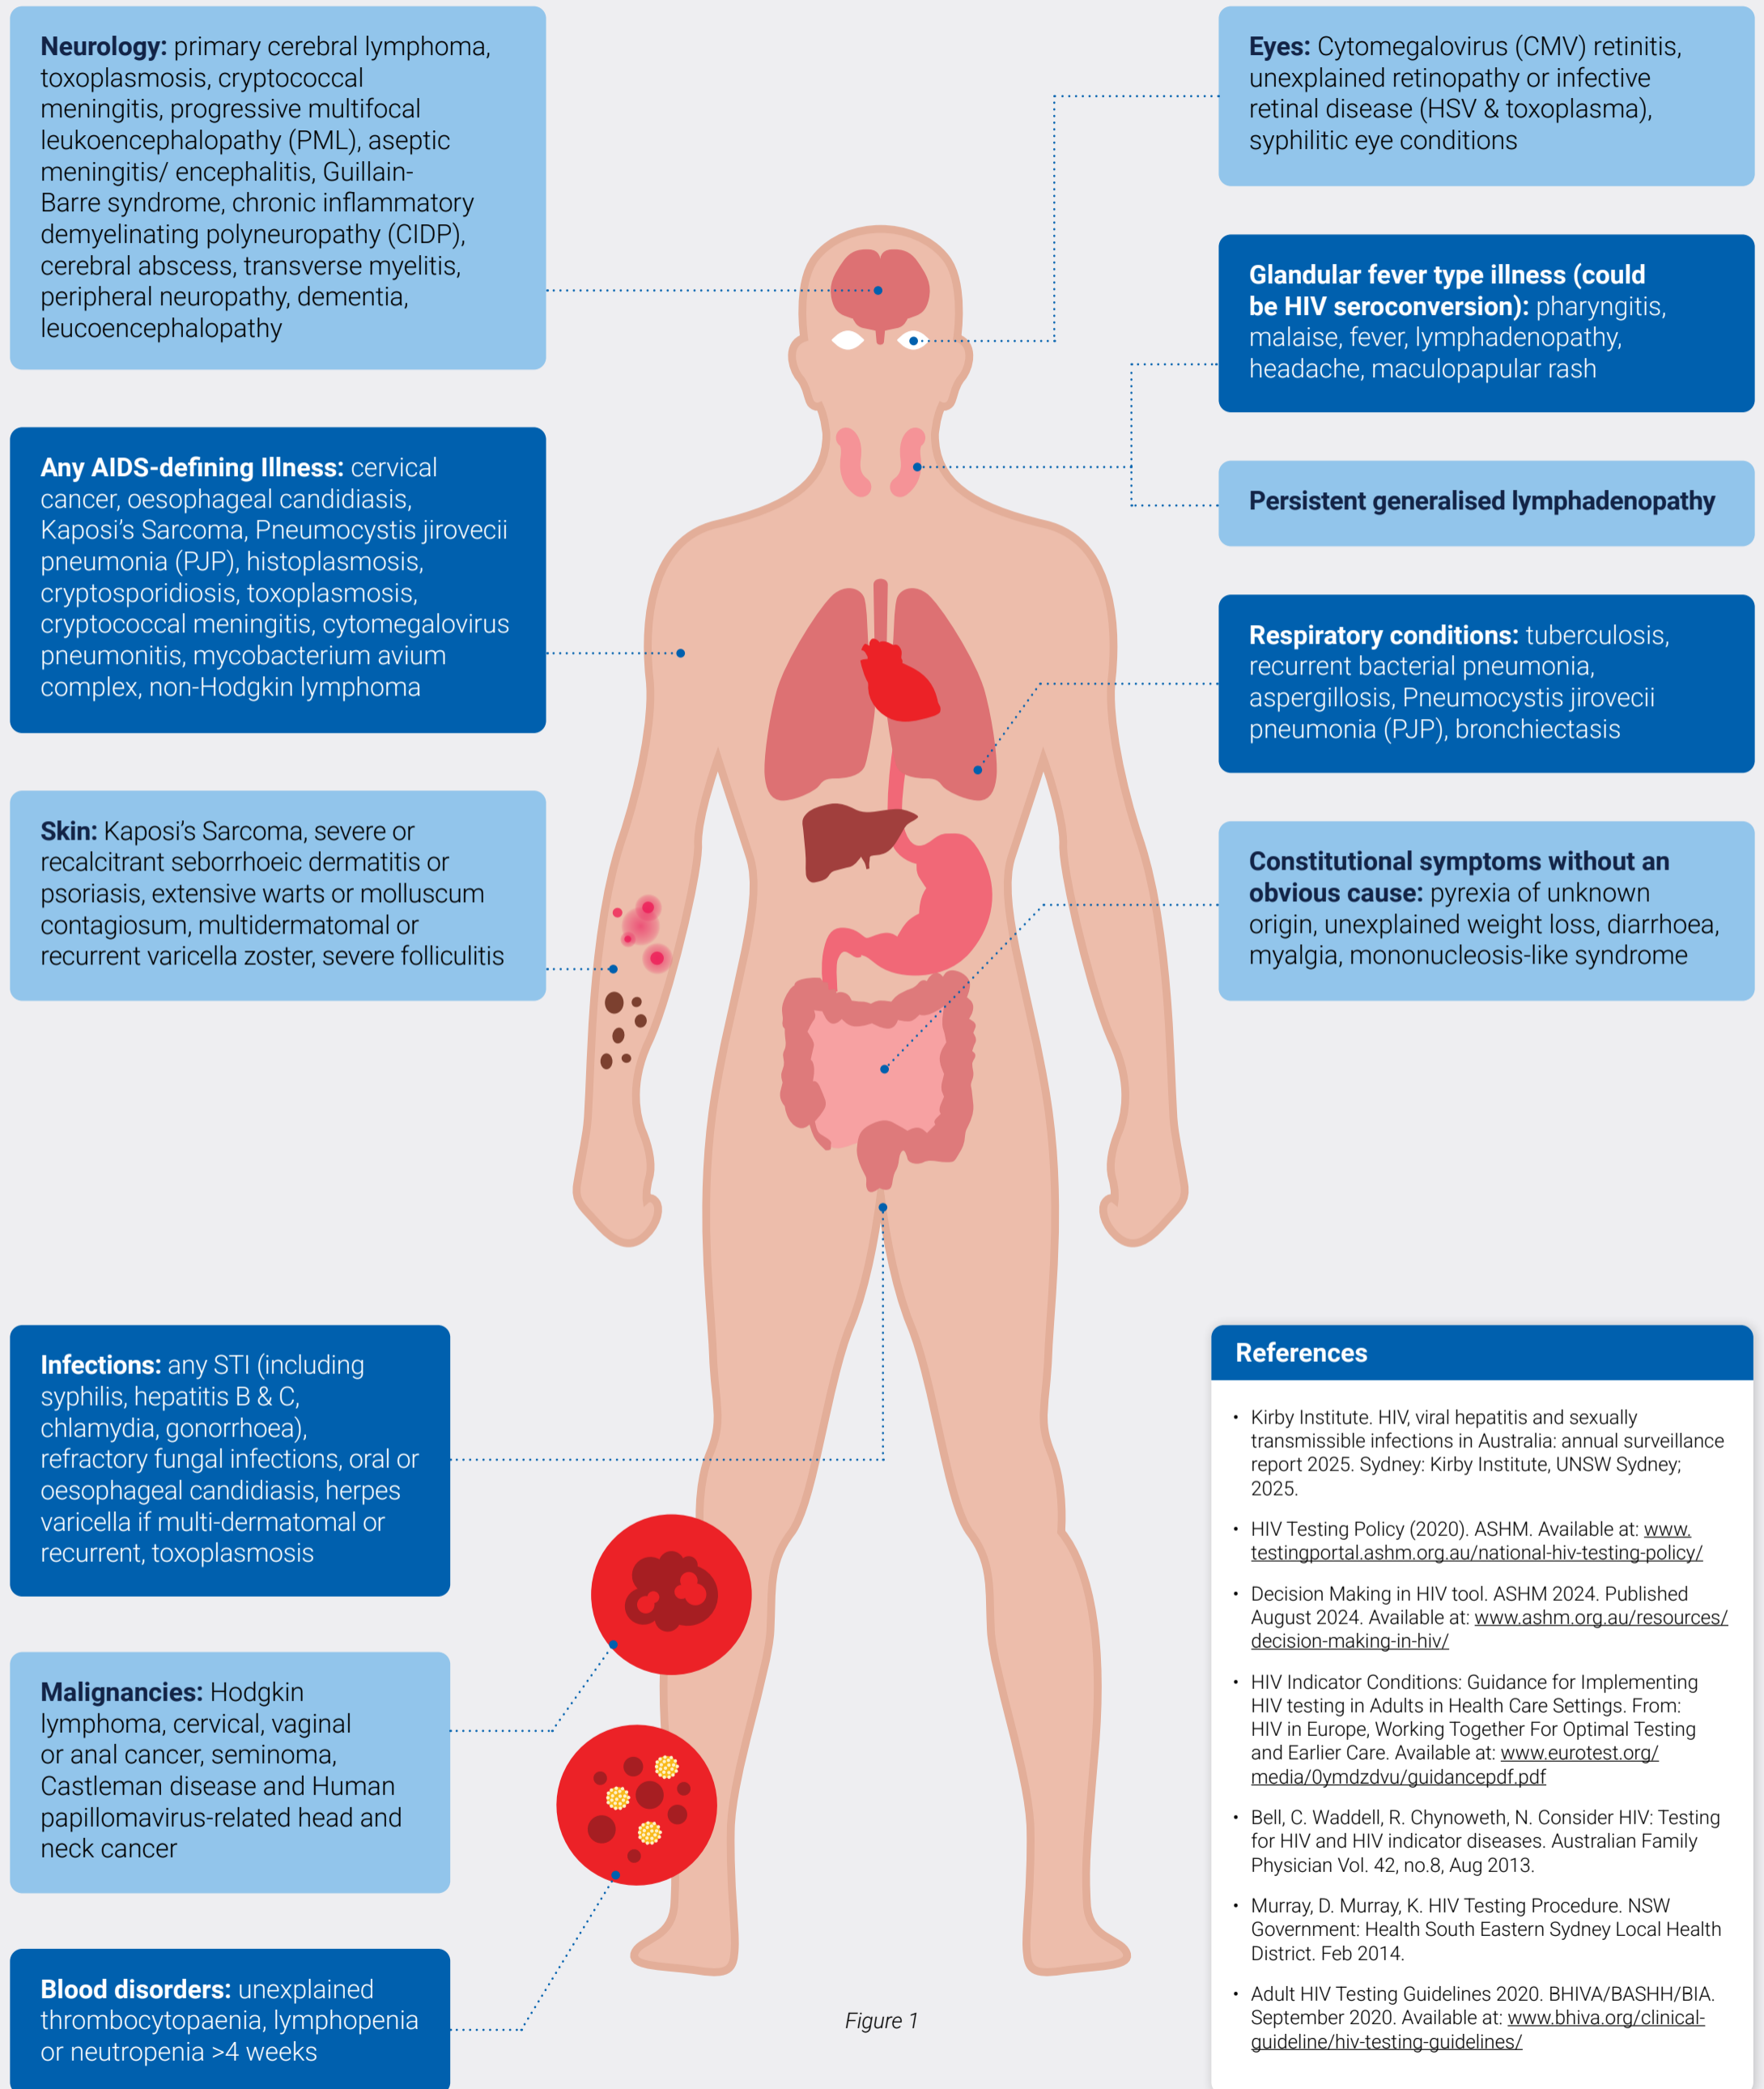 Neurology: primary cerebral lymphoma,
toxoplasmosis, cryptococcal
meningitis, progressive multifocal
leukoencephalopathy (PML), aseptic
meningitis/ encephalitis, Guillain-
Barre syndrome, chronic inflammatory
demyelinating polyneuropathy (CIDP),
cerebral abscess, transverse myelitis,
peripheral neuropathy, dementia,
leucoencephalopathy
Any AIDS-defining Illness: cervical
cancer, oesophageal candidiasis,
Kaposi's Sarcoma, Pneumocystis jirovecii
pneumonia (PJP), histoplasmosis,
cryptosporidiosis, toxoplasmosis,
cryptococcal meningitis, cytomegalovirus
pneumonitis, mycobacterium avium
complex, non-Hodgkin lymphoma
Skin: Kaposi's Sarcoma, severe or
recalcitrant seborrhoeic dermatitis or
psoriasis, extensive warts or molluscum
contagiosum, multidermatomal or
recurrent varicella zoster, severe folliculitis
Infections: any STI (including
syphilis, hepatitis B & C,
chlamydia, gonorrhoea),
refractory fungal infections, oral or
oesophageal candidiasis, herpes
varicella if multi-dermatomal or
recurrent, toxoplasmosis
Malignancies: Hodgkin
lymphoma, cervical, vaginal
or anal cancer, seminoma,
Castleman disease and Human
papillomavirus-related head and
neck cancer
Blood disorders: unexplained
thrombocytopaenia, lymphopenia
or neutropenia >4 weeks
Eyes: Cytomegalovirus (CMV) retinitis,
unexplained retinopathy or infective
retinal disease (HSV & toxoplasma),
syphilitic eye conditions
Glandular fever type illness (could
be HIV seroconversion): pharyngitis,
malaise, fever, lymphadenopathy,
headache, maculopapular rash
Persistent generalised lymphadenopathy
Respiratory conditions: tuberculosis,
recurrent bacterial pneumonia,
aspergillosis, Pneumocystis jirovecii
pneumonia (PJP), bronchiectasis
Constitutional symptoms without an
obvious cause: pyrexia of unknown
origin, unexplained weight loss, diarrhoea,
myalgia, mononucleosis-like syndrome
Figure 1
References
• Kirby Institute. HIV, viral hepatitis and sexually
transmissible infections in Australia: annual surveillance
report 2025. Sydney: Kirby Institute, UNSW Sydney;
2025.
• HIV Testing Policy (2020). ASHM. Available at: www.
testingportal.ashm.org.au/national-hiv-testing-policy/
• Decision Making in HIV tool. ASHM 2024. Published
August 2024. Available at: www.ashm.org.au/resources/
decision-making-in-hiv/
• HIV Indicator Conditions: Guidance for Implementing
HIV testing in Adults in Health Care Settings. From:
HIV in Europe, Working Together For Optimal Testing
and Earlier Care. Available at: www.eurotest.org/
media/0ymdzdvu/guidancepdf.pdf
• Bell, C. Waddell, R. Chynoweth, N. Consider HIV: Testing
for HIV and HIV indicator diseases. Australian Family
Physician Vol. 42, no.8, Aug 2013.
• Murray, D. Murray, K. HIV Testing Procedure. NSW
Government: Health South Eastern Sydney Local Health
District. Feb 2014.
• Adult HIV Testing Guidelines 2020. BHIVA/BASHH/BIA.
September 2020. Available at: www.bhiva.org/clinical-
guideline/hiv-testing-guidelines/